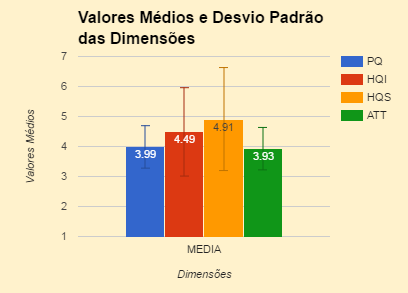 Valores Médios e Desvio Padrão
das Dimensões
7
6
5
4
3
2
1
Valores Médios
3.99
4.49
4.91
3.93
MEDIA
Dimensões
PQ
HQI
HQS
ATT